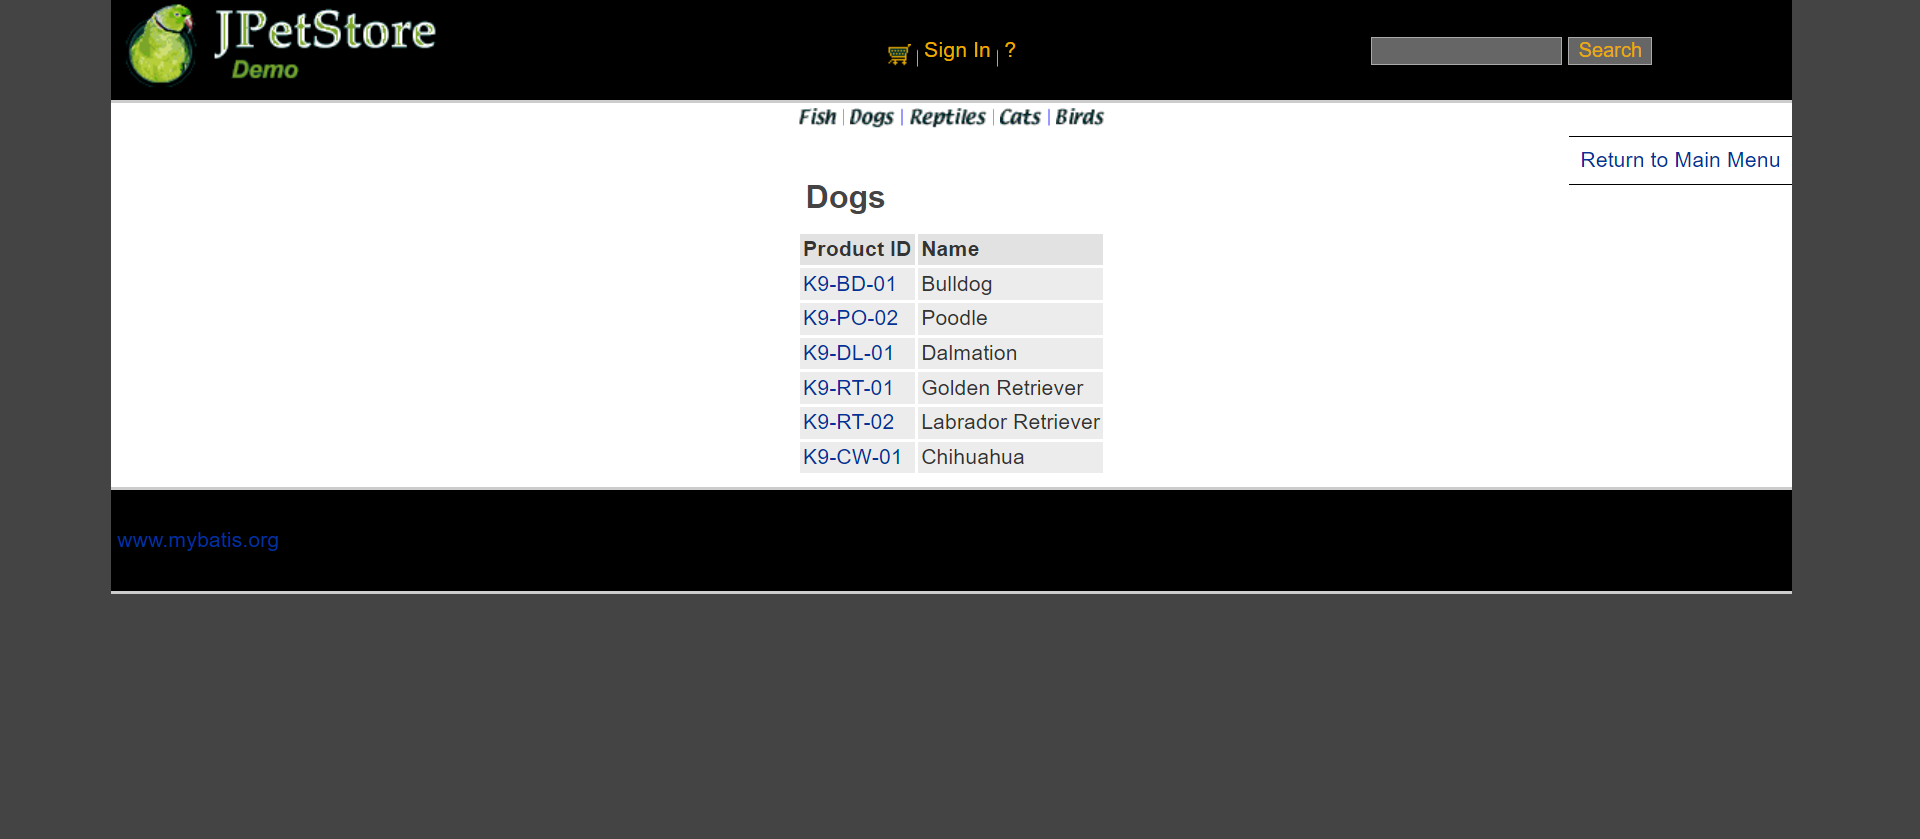 JPetStore
Demo
Sign In ?
Search
Fish Dogs Reptiles Cats Birds
Return to Main Menu
Dogs
Product ID Name
K9-BD-01 Bulldog
K9-PO-02 Poodle
K9-DL-01 Dalmation
K9-RT-01 Golden Retriever
K9-RT-02 Labrador Retriever
K9-CW-01 Chihuahua
www.mybatis.org